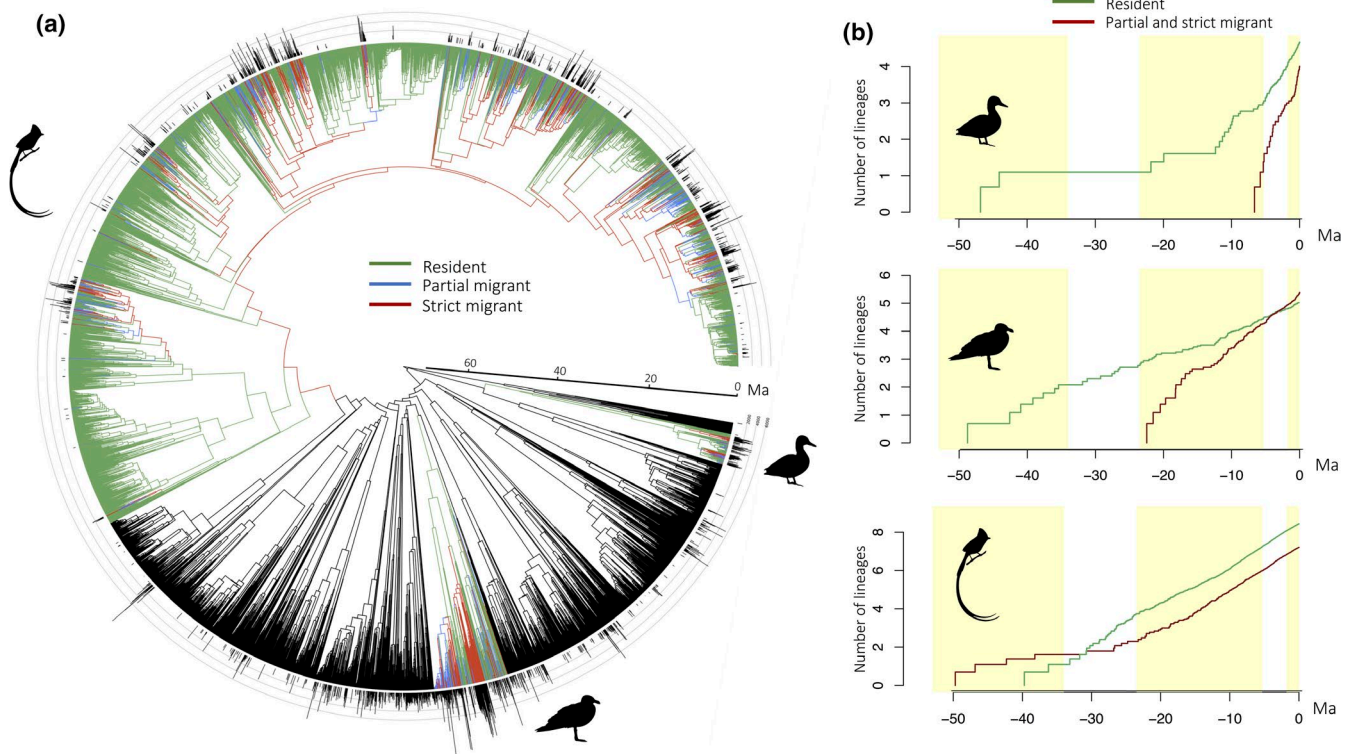 (a)
Resident
Partial migrant
Strict migrant
60
40
20
0
Ma
(b)
Resident
Partial and strict migrant
Number of lineages
4
3
2
1
0
−50
−40
−30
−20
−10
0
Ma
Number of lineages
6
5
4
3
2
1
0
−50
−40
−30
−20
−10
0
Ma
Number of lineages
8
6
4
2
0
−50
−40
−30
−20
−10
0
Ma